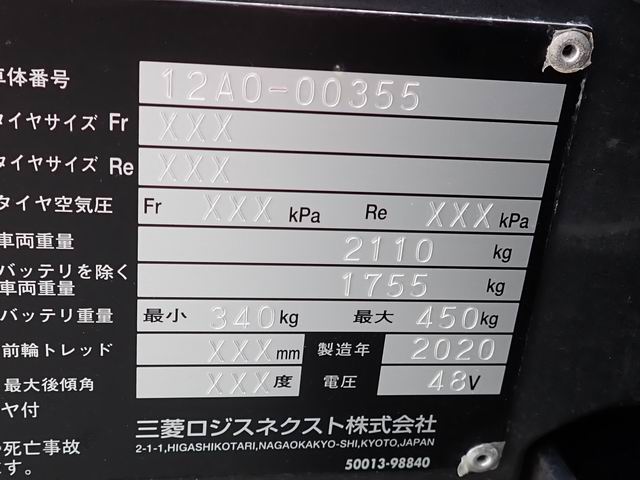 車体番号 12A0-00355
タイヤサイズ Fr XXX
タイヤサイズ Re XXX
タイヤ空気圧 Fr XXX kPa Re XXX kPa
車両重量 2110 kg
バッテリを除く
車両重量 1755 kg
バッテリ重量 最小 340 kg 最大 450 kg
前輪トレッド XXX mm 製造年 2020
最大後傾角 XXX 度 電圧 48 V
ヤ付
三菱ロジスネクスト株式会社
死亡事故
2-1-1,HIGASHIKOTARI,NAGAOKAKYO-SHI,KYOTO,JAPAN
ます。
50013-98840